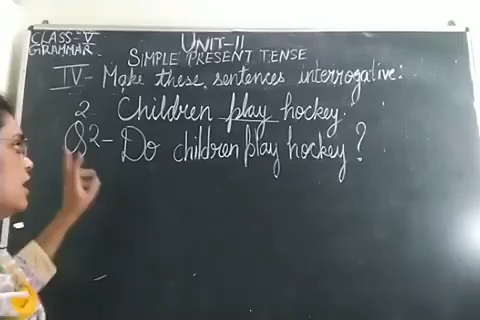 CLASS-V
GRAMMAR
UNIT-11
SIMPLE PRESENT TENSE
IV- Make these sentences interrogative:
2 Children play hockey.
Q2- Do children play hockey?